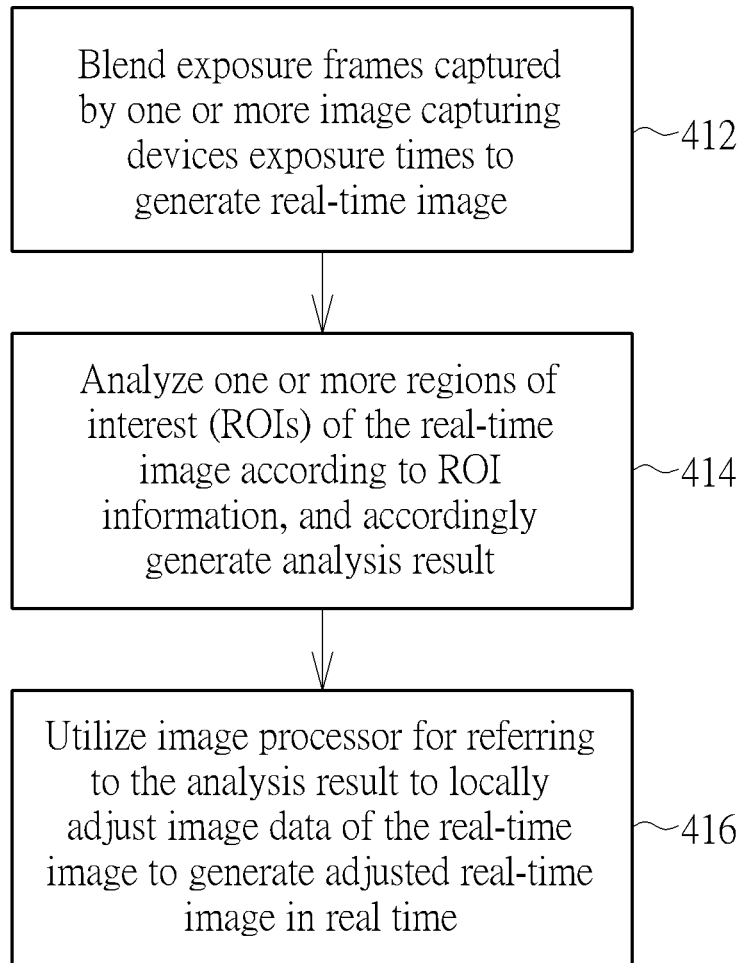 Blend exposure frames captured
by one or more image capturing
devices exposure times to
generate real-time image
412
Analyze one or more regions of
interest (ROIs) of the real-time
image according to ROI
information, and accordingly
generate analysis result
414
Utilize image processor for referring
to the analysis result to locally
adjust image data of the real-time
image to generate adjusted real-time
image in real time
416